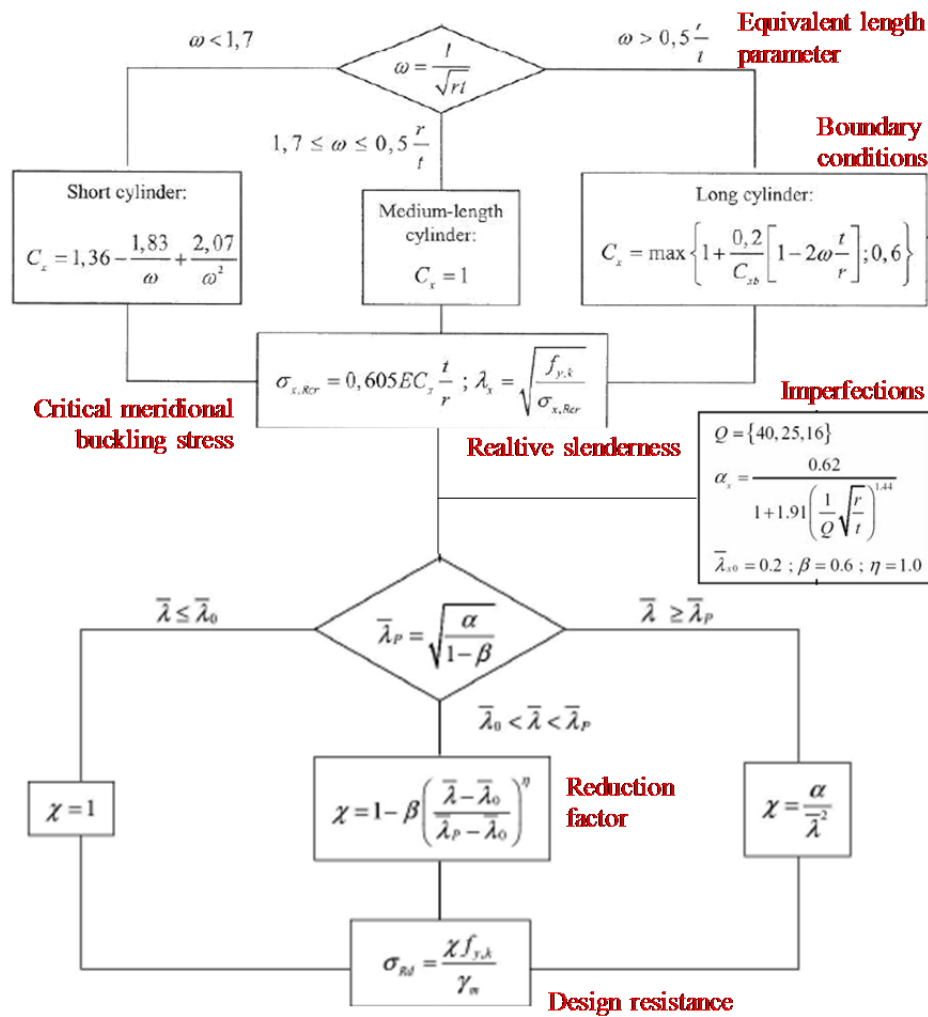 Equivalent length
parameter
ω < 1,7
ω = l / √(rt)
ω > 0,5 r/t
1,7 ≤ ω ≤ 0,5 r/t
Boundary
conditions
Short cylinder:
C_x = 1,36 − 1,83/ω + 2,07/ω²
Medium-length
cylinder:
C_x = 1
Long cylinder:
C_x = max{1 + 0,2/C_xb [1 − 2ω t/r]; 0,6}
σ_x,Rcr = 0,605EC_x t/r ; λ_x = √(f_y,k / σ_x,Rcr)
Critical meridional
buckling stress
Realtive slenderness
Imperfections
Q = {40, 25, 16}
α_x = 0.62 / (1 + 1.91(1/Q √(r/t))^1.44)
λ̄_x0 = 0.2 ; β = 0.6 ; η = 1.0
λ̄ ≤ λ̄_0
λ̄_P = √(α / (1 − β))
λ̄ ≥ λ̄_P
λ̄_0 < λ̄ < λ̄_P
χ = 1
χ = 1 − β((λ̄ − λ̄_0) / (λ̄_P − λ̄_0))^η
Reduction
factor
χ = α / λ̄²
σ_Rd = χ f_y,k / γ_m
Design resistance